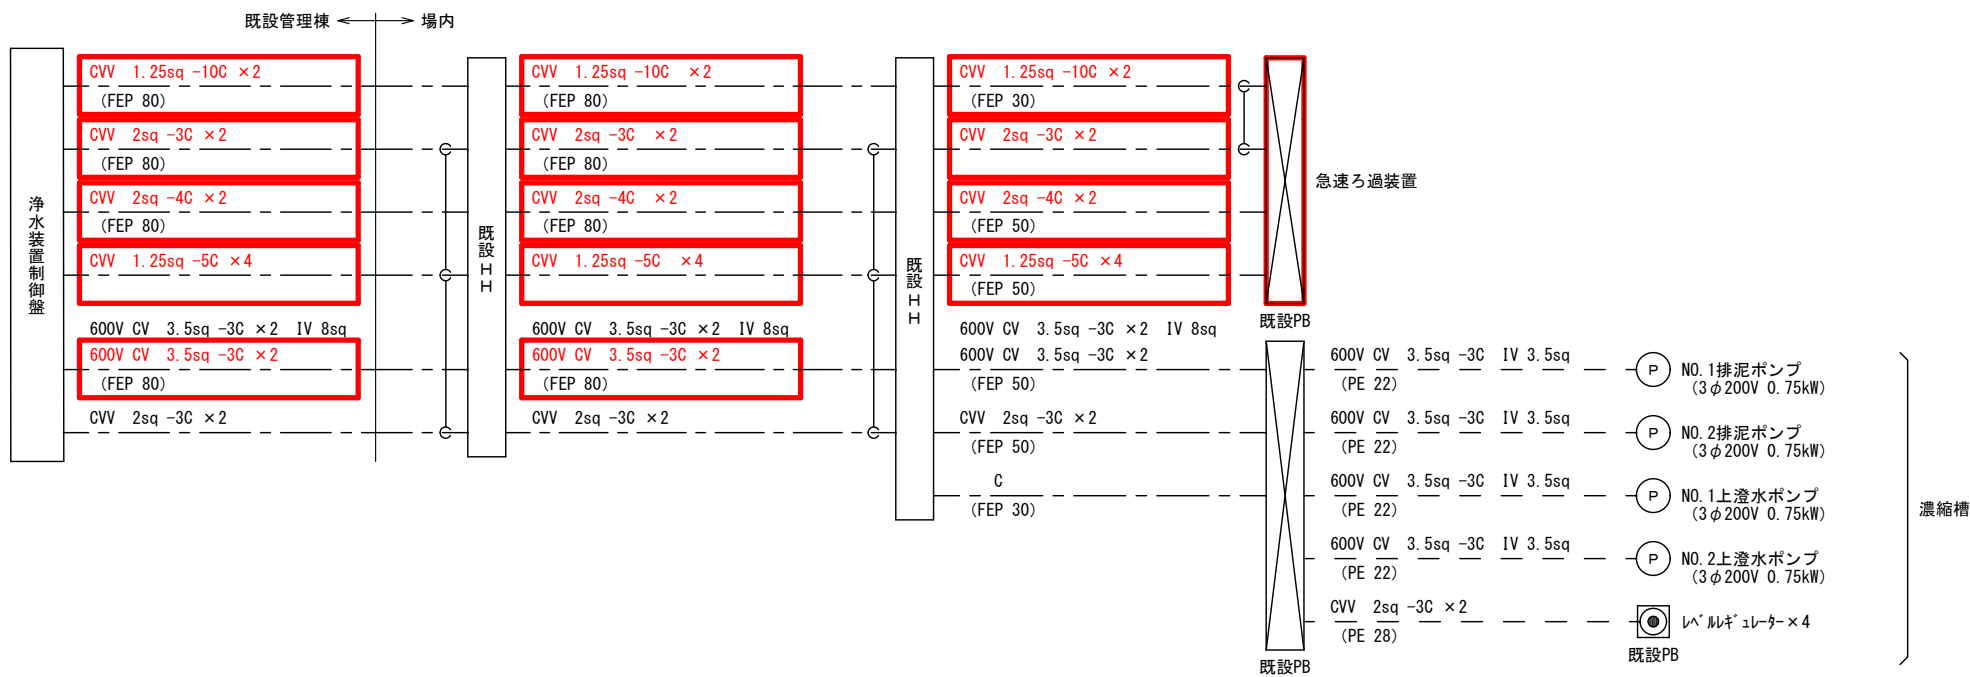 既設管理棟 場内
浄水装置制御盤
CVV 1.25sq -10C ×2
(FEP 80)
CVV 2sq -3C ×2
(FEP 80)
CVV 2sq -4C ×2
(FEP 80)
CVV 1.25sq -5C ×4
600V CV 3.5sq -3C ×2 IV 8sq
600V CV 3.5sq -3C ×2
(FEP 80)
CVV 2sq -3C ×2
既設HH
CVV 1.25sq -10C ×2
(FEP 80)
CVV 2sq -3C ×2
(FEP 80)
CVV 2sq -4C ×2
(FEP 80)
CVV 1.25sq -5C ×4
600V CV 3.5sq -3C ×2 IV 8sq
600V CV 3.5sq -3C ×2
(FEP 80)
CVV 2sq -3C ×2
既設HH
CVV 1.25sq -10C ×2
(FEP 30)
CVV 2sq -3C ×2
CVV 2sq -4C ×2
(FEP 50)
CVV 1.25sq -5C ×4
(FEP 50)
600V CV 3.5sq -3C ×2 IV 8sq
600V CV 3.5sq -3C ×2
(FEP 50)
CVV 2sq -3C ×2
(FEP 50)
C
(FEP 30)
急速ろ過装置
既設PB
600V CV 3.5sq -3C IV 3.5sq
(PE 22)
P
NO.1排泥ポンプ
(3φ200V 0.75kW)
600V CV 3.5sq -3C IV 3.5sq
(PE 22)
P
NO.2排泥ポンプ
(3φ200V 0.75kW)
600V CV 3.5sq -3C IV 3.5sq
(PE 22)
P
NO.1上澄水ポンプ
(3φ200V 0.75kW)
600V CV 3.5sq -3C IV 3.5sq
(PE 22)
P
NO.2上澄水ポンプ
(3φ200V 0.75kW)
CVV 2sq -3C ×2
(PE 28)
ﾚﾍﾞﾙﾚｷﾞｭﾚｰﾀｰ×4
既設PB
既設PB
濃縮槽